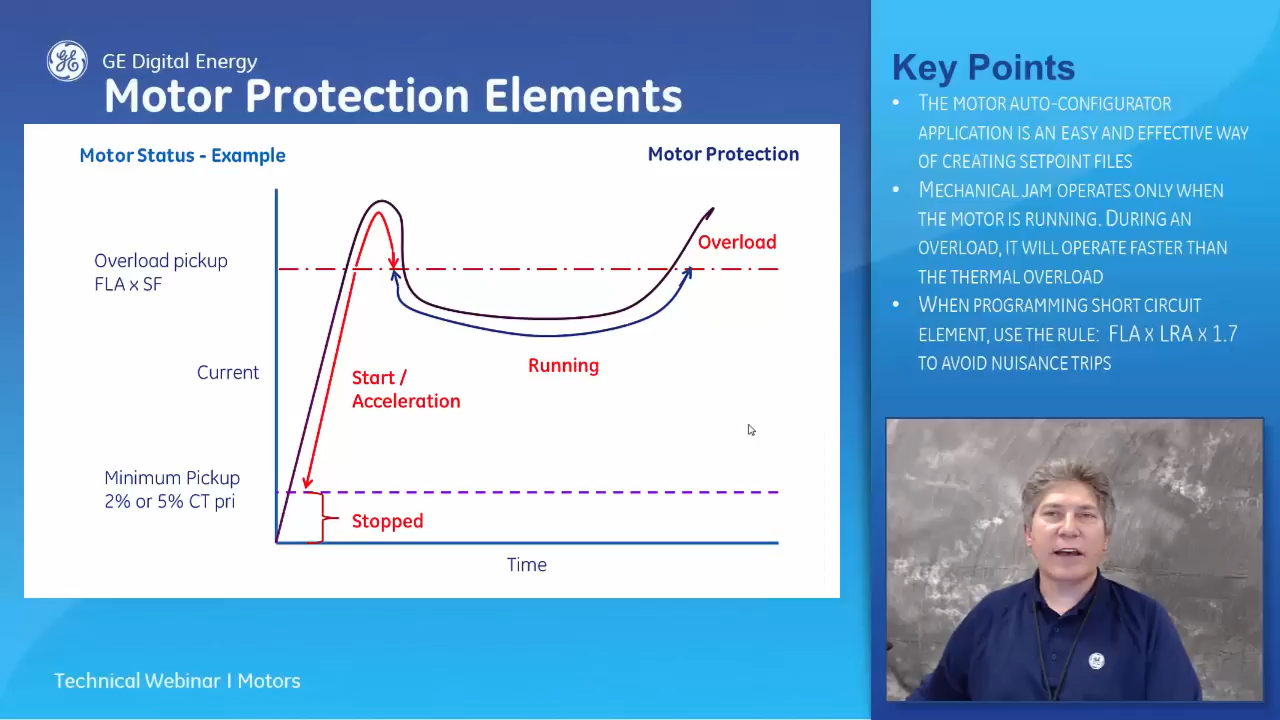 GE Digital Energy
Motor Protection Elements
Motor Status - Example
Motor Protection
Overload
Overload pickup
FLA x SF
Current
Start /
Acceleration
Running
Minimum Pickup
2% or 5% CT pri
Stopped
Time
Technical Webinar I Motors
Key Points
• THE MOTOR AUTO-CONFIGURATOR
APPLICATION IS AN EASY AND EFFECTIVE WAY
OF CREATING SETPOINT FILES
• MECHANICAL JAM OPERATES ONLY WHEN
THE MOTOR IS RUNNING. DURING AN
OVERLOAD, IT WILL OPERATE FASTER THAN
THE THERMAL OVERLOAD
• WHEN PROGRAMMING SHORT CIRCUIT
ELEMENT, USE THE RULE: FLA x LRA x 1.7
TO AVOID NUISANCE TRIPS